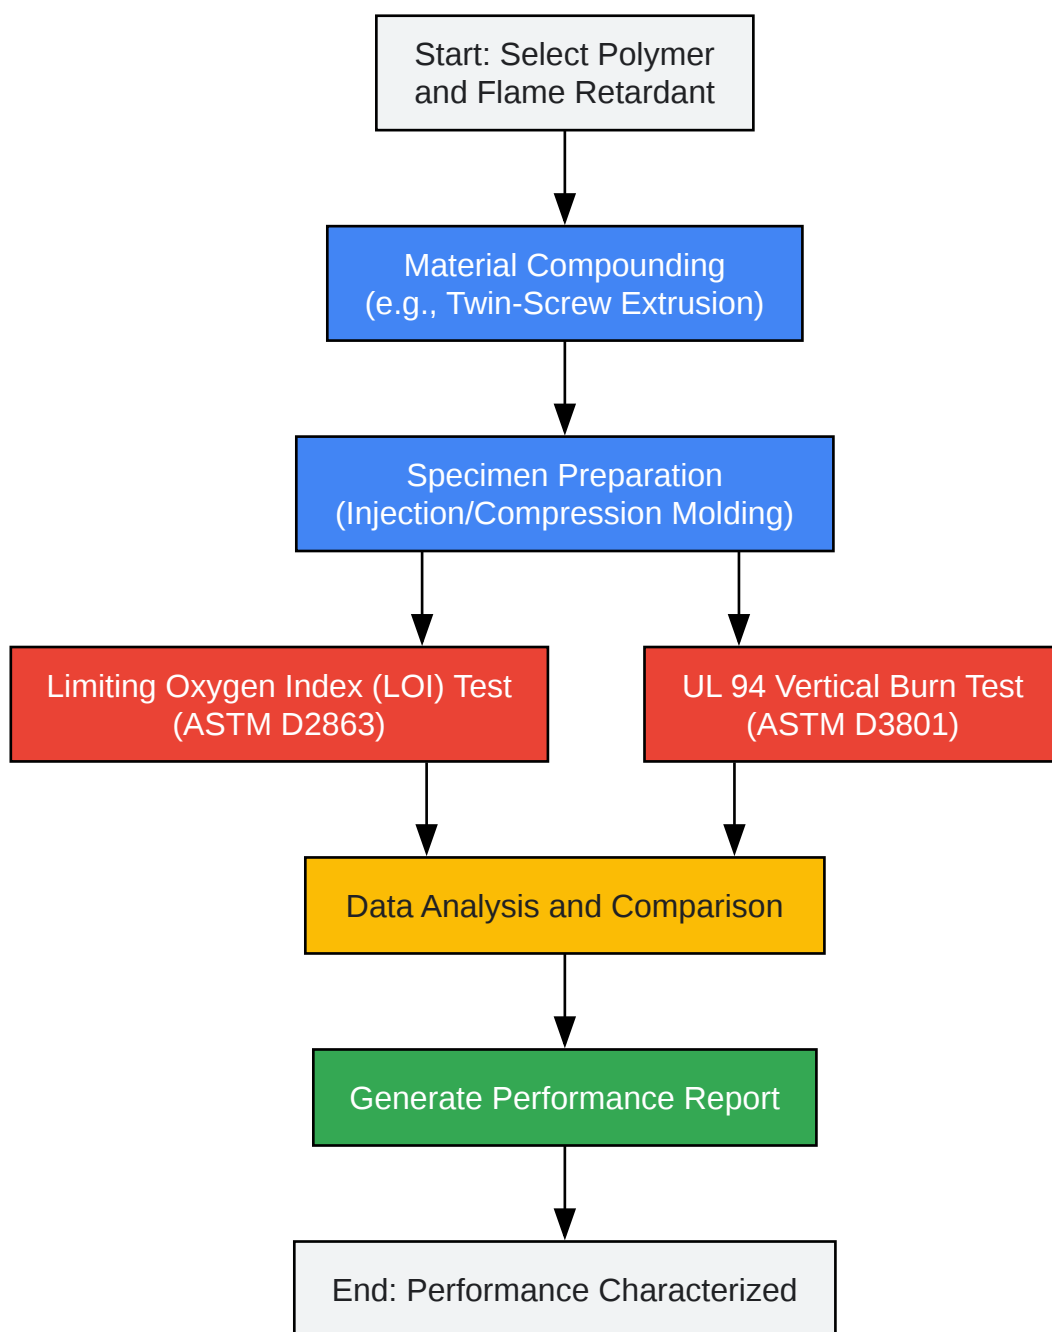 Start: Select Polymer
and Flame Retardant
Material Compounding
(e.g., Twin-Screw Extrusion)
Specimen Preparation
(Injection/Compression Molding)
Limiting Oxygen Index (LOI) Test
(ASTM D2863)
UL 94 Vertical Burn Test
(ASTM D3801)
Data Analysis and Comparison
Generate Performance Report
End: Performance Characterized